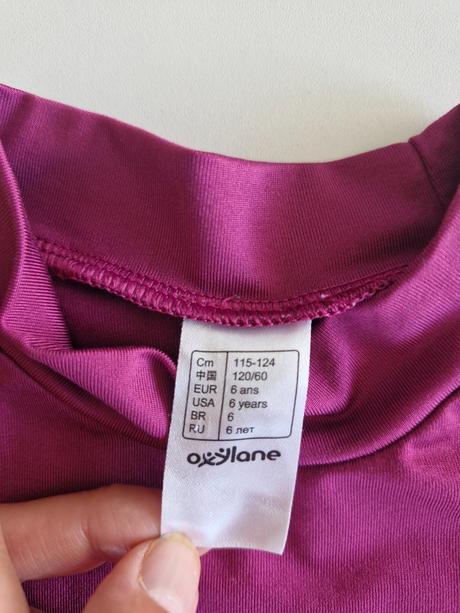 Cm 115-124
中国 120/60
EUR 6 ans
USA 6 years
BR 6
RU 6 лет
oxylane